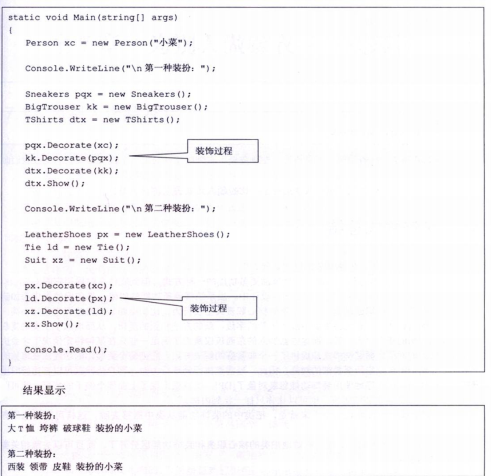 static void Main(string[] args)
{
Person xc = new Person("小菜");
Console.WriteLine("\n 第一种装扮: ");
Sneakers pqx = new Sneakers();
BigTrouser kk = new BigTrouser();
TShirts dtx = new TShirts();
pqx.Decorate(xc);
kk.Decorate(pqx);
装饰过程
dtx.Decorate(kk);
dtx.Show();
Console.WriteLine("\n 第二种装扮: ");
LeatherShoes px = new LeatherShoes();
Tie ld = new Tie();
Suit xz = new Suit();
px.Decorate(xc);
ld.Decorate(px);
装饰过程
xz.Decorate(ld);
xz.Show();
Console.Read();
}
结果显示
第一种装扮:
大T恤 垮裤 破球鞋 装扮的小菜
第二种装扮:
西装 领带 皮鞋 装扮的小菜